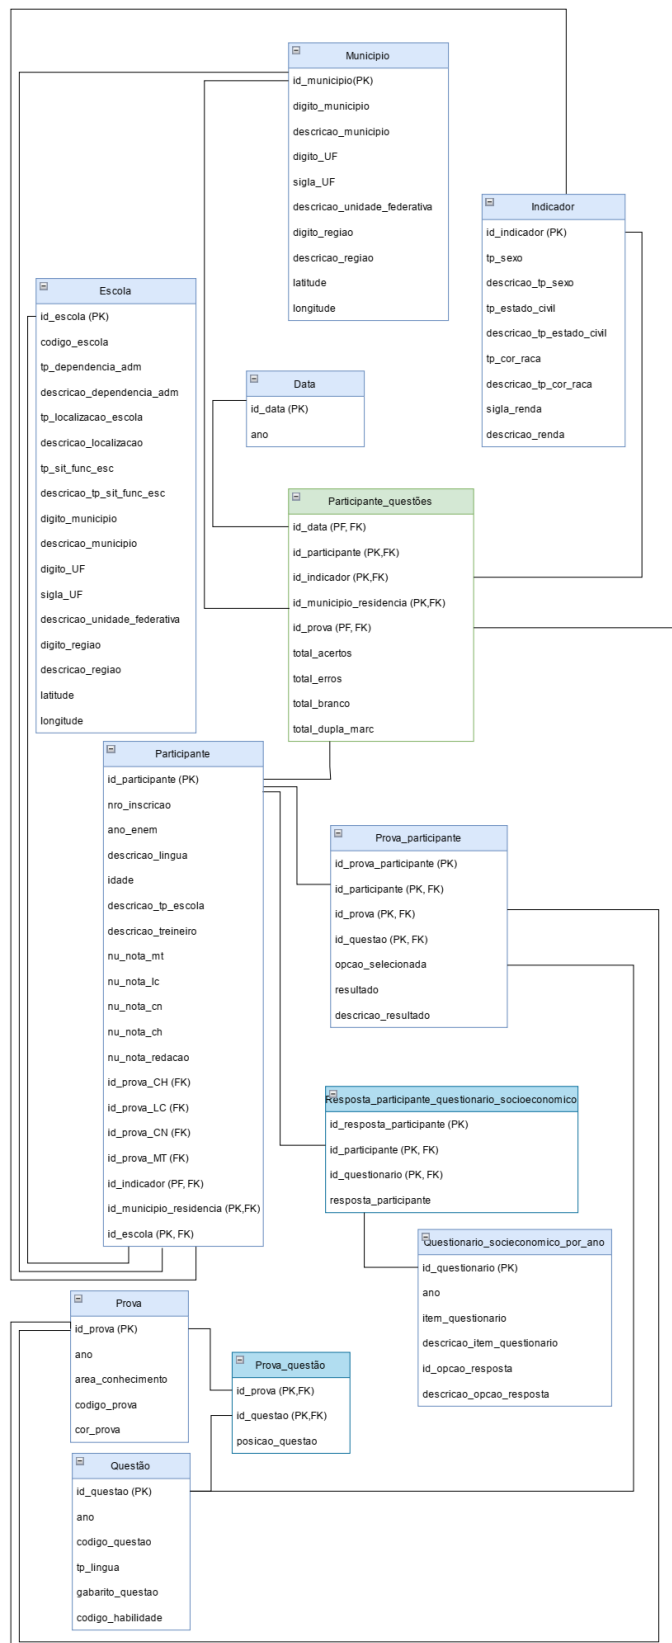 Municipio
id_municipio(PK)
digito_municipio
descricao_municipio
digito_UF
sigla_UF
descricao_unidade_federativa
digito_regiao
descricao_regiao
latitude
longitude
Indicador
id_indicador (PK)
tp_sexo
descricao_tp_sexo
tp_estado_civil
descricao_tp_estado_civil
tp_cor_raca
descricao_tp_cor_raca
sigla_renda
descricao_renda
Escola
id_escola (PK)
codigo_escola
tp_dependencia_adm
descricao_dependencia_adm
tp_localizacao_escola
descricao_localizacao
tp_sit_func_esc
descricao_tp_sit_func_esc
digito_municipio
descricao_municipio
digito_UF
sigla_UF
descricao_unidade_federativa
digito_regiao
descricao_regiao
latitude
longitude
Data
id_data (PK)
ano
Participante_questões
id_data (PF, FK)
id_participante (PK,FK)
id_indicador (PK,FK)
id_municipio_residencia (PK,FK)
id_prova (PF, FK)
total_acertos
total_erros
total_branco
total_dupla_marc
Participante
id_participante (PK)
nro_inscricao
ano_enem
descricao_lingua
idade
descricao_tp_escola
descricao_treineiro
nu_nota_mt
nu_nota_lc
nu_nota_cn
nu_nota_ch
nu_nota_redacao
id_prova_CH (FK)
id_prova_LC (FK)
id_prova_CN (FK)
id_prova_MT (FK)
id_indicador (PF, FK)
id_municipio_residencia (PK,FK)
id_escola (PK, FK)
Prova_participante
id_prova_participante (PK)
id_participante (PK, FK)
id_prova (PK, FK)
id_questao (PK, FK)
opcao_selecionada
resultado
descricao_resultado
Resposta_participante_questionario_socioeconomico
id_resposta_participante (PK)
id_participante (PK, FK)
id_questionario (PK, FK)
resposta_participante
Questionario_socieconomico_por_ano
id_questionario (PK)
ano
item_questionario
descricao_item_questionario
id_opcao_resposta
descricao_opcao_resposta
Prova
id_prova (PK)
ano
area_conhecimento
codigo_prova
cor_prova
Prova_questão
id_prova (PK,FK)
id_questao (PK,FK)
posicao_questao
Questão
id_questao (PK)
ano
codigo_questao
tp_lingua
gabarito_questao
codigo_habilidade